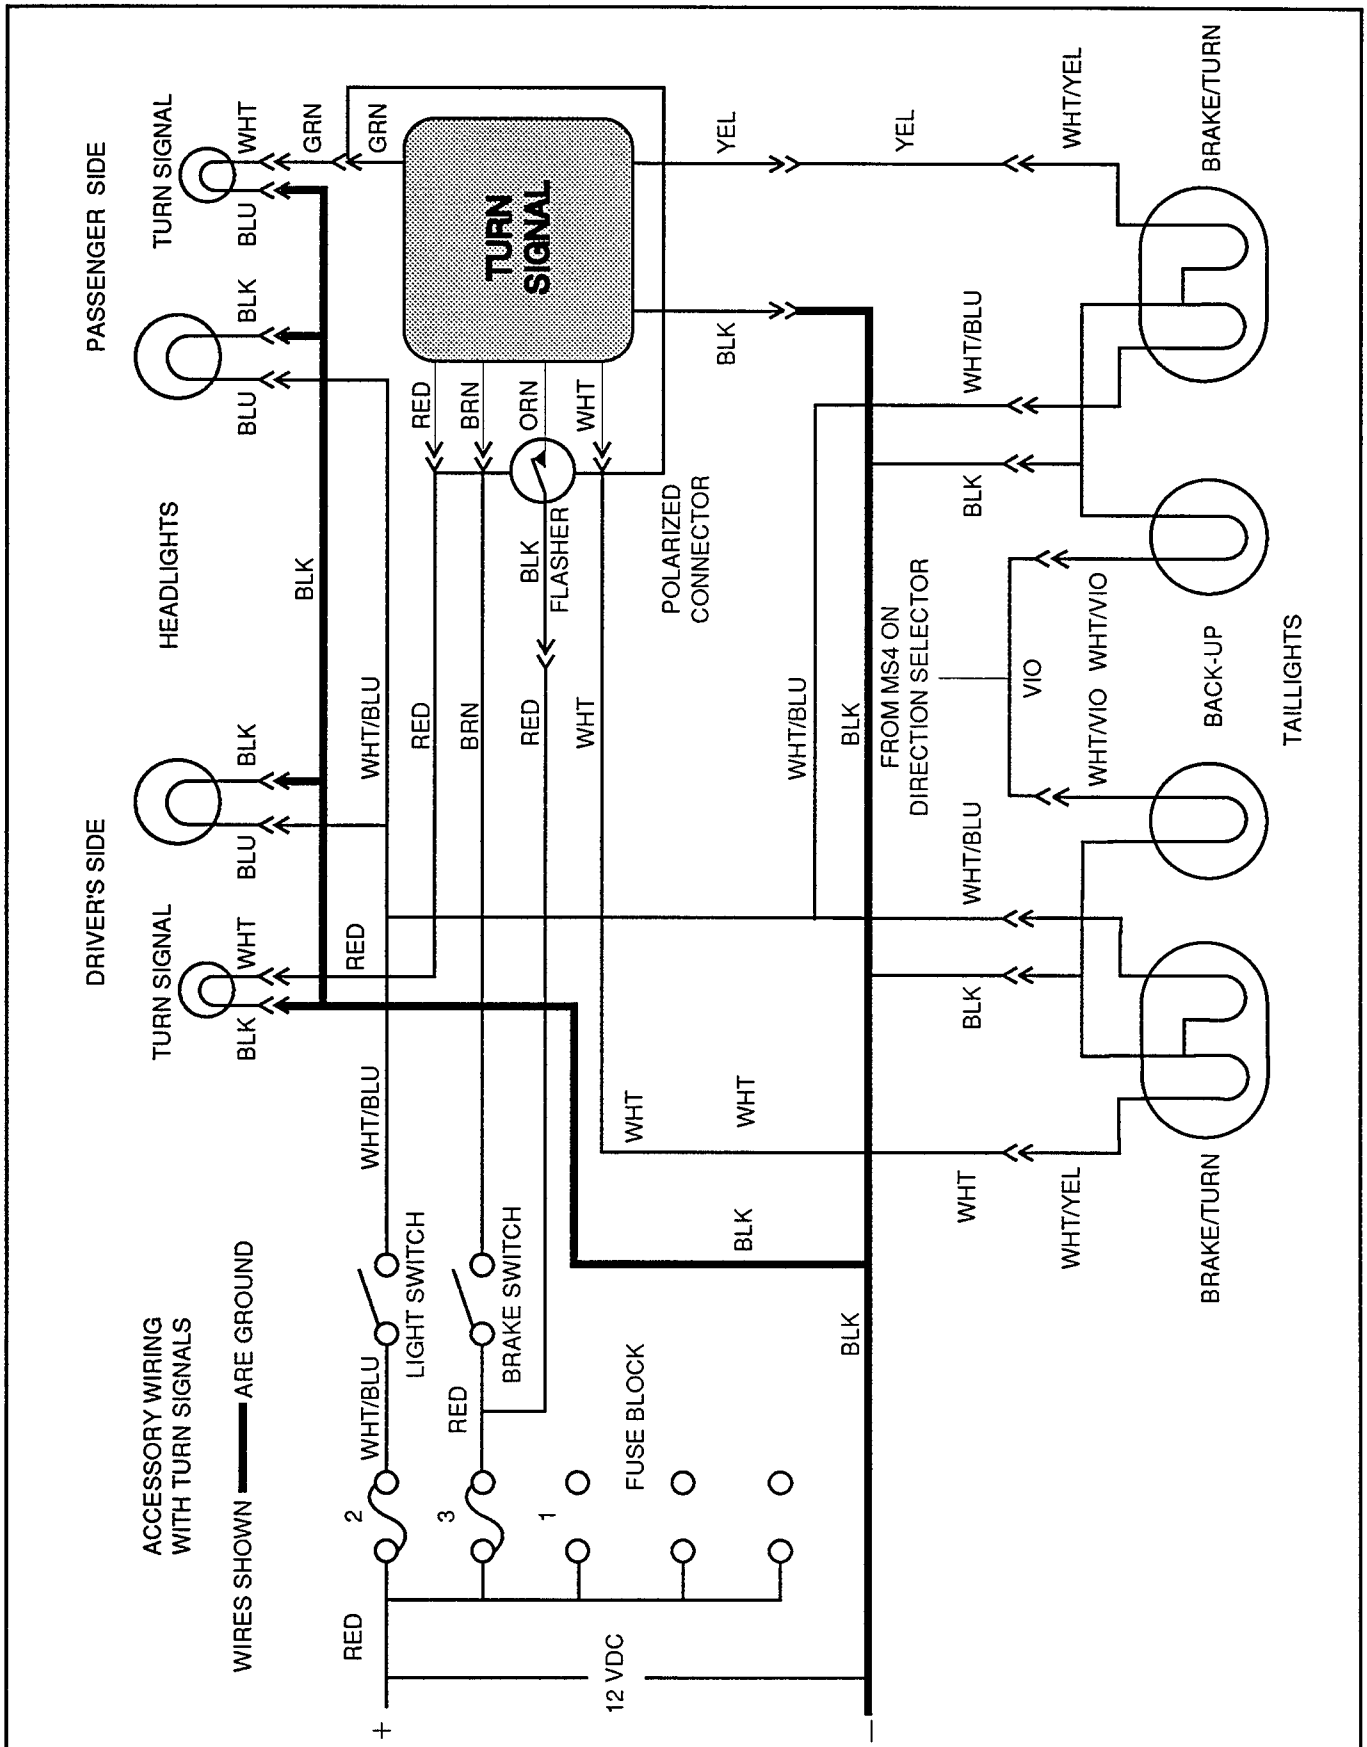 ACCESSORY WIRING
WITH TURN SIGNALS
WIRES SHOWN ARE GROUND
DRIVER'S SIDE
HEADLIGHTS
PASSENGER SIDE
TURN SIGNAL
TURN SIGNAL
BLK
WHT
BLU
BLK
BLU
BLK
BLU
WHT
BLK
GRN
GRN
RED
+
RED
2
WHT/BLU
LIGHT SWITCH
WHT/BLU
WHT/BLU
RED
RED
3
RED
BRAKE SWITCH
BRN
BRN
RED
BLK
FLASHER
ORN
1
FUSE BLOCK
WHT
WHT
WHT
WHT
TURN
SIGNAL
POLARIZED
CONNECTOR
12 VDC
BLK
BLK
YEL
WHT/BLU
–
BLK
BLK
FROM MS4 ON
DIRECTION SELECTOR
YEL
WHT
BLK
WHT/BLU
BLK
WHT/BLU
VIO
WHT/YEL
WHT/VIO
WHT/VIO
WHT/YEL
BRAKE/TURN
BACK-UP
BRAKE/TURN
TAILLIGHTS